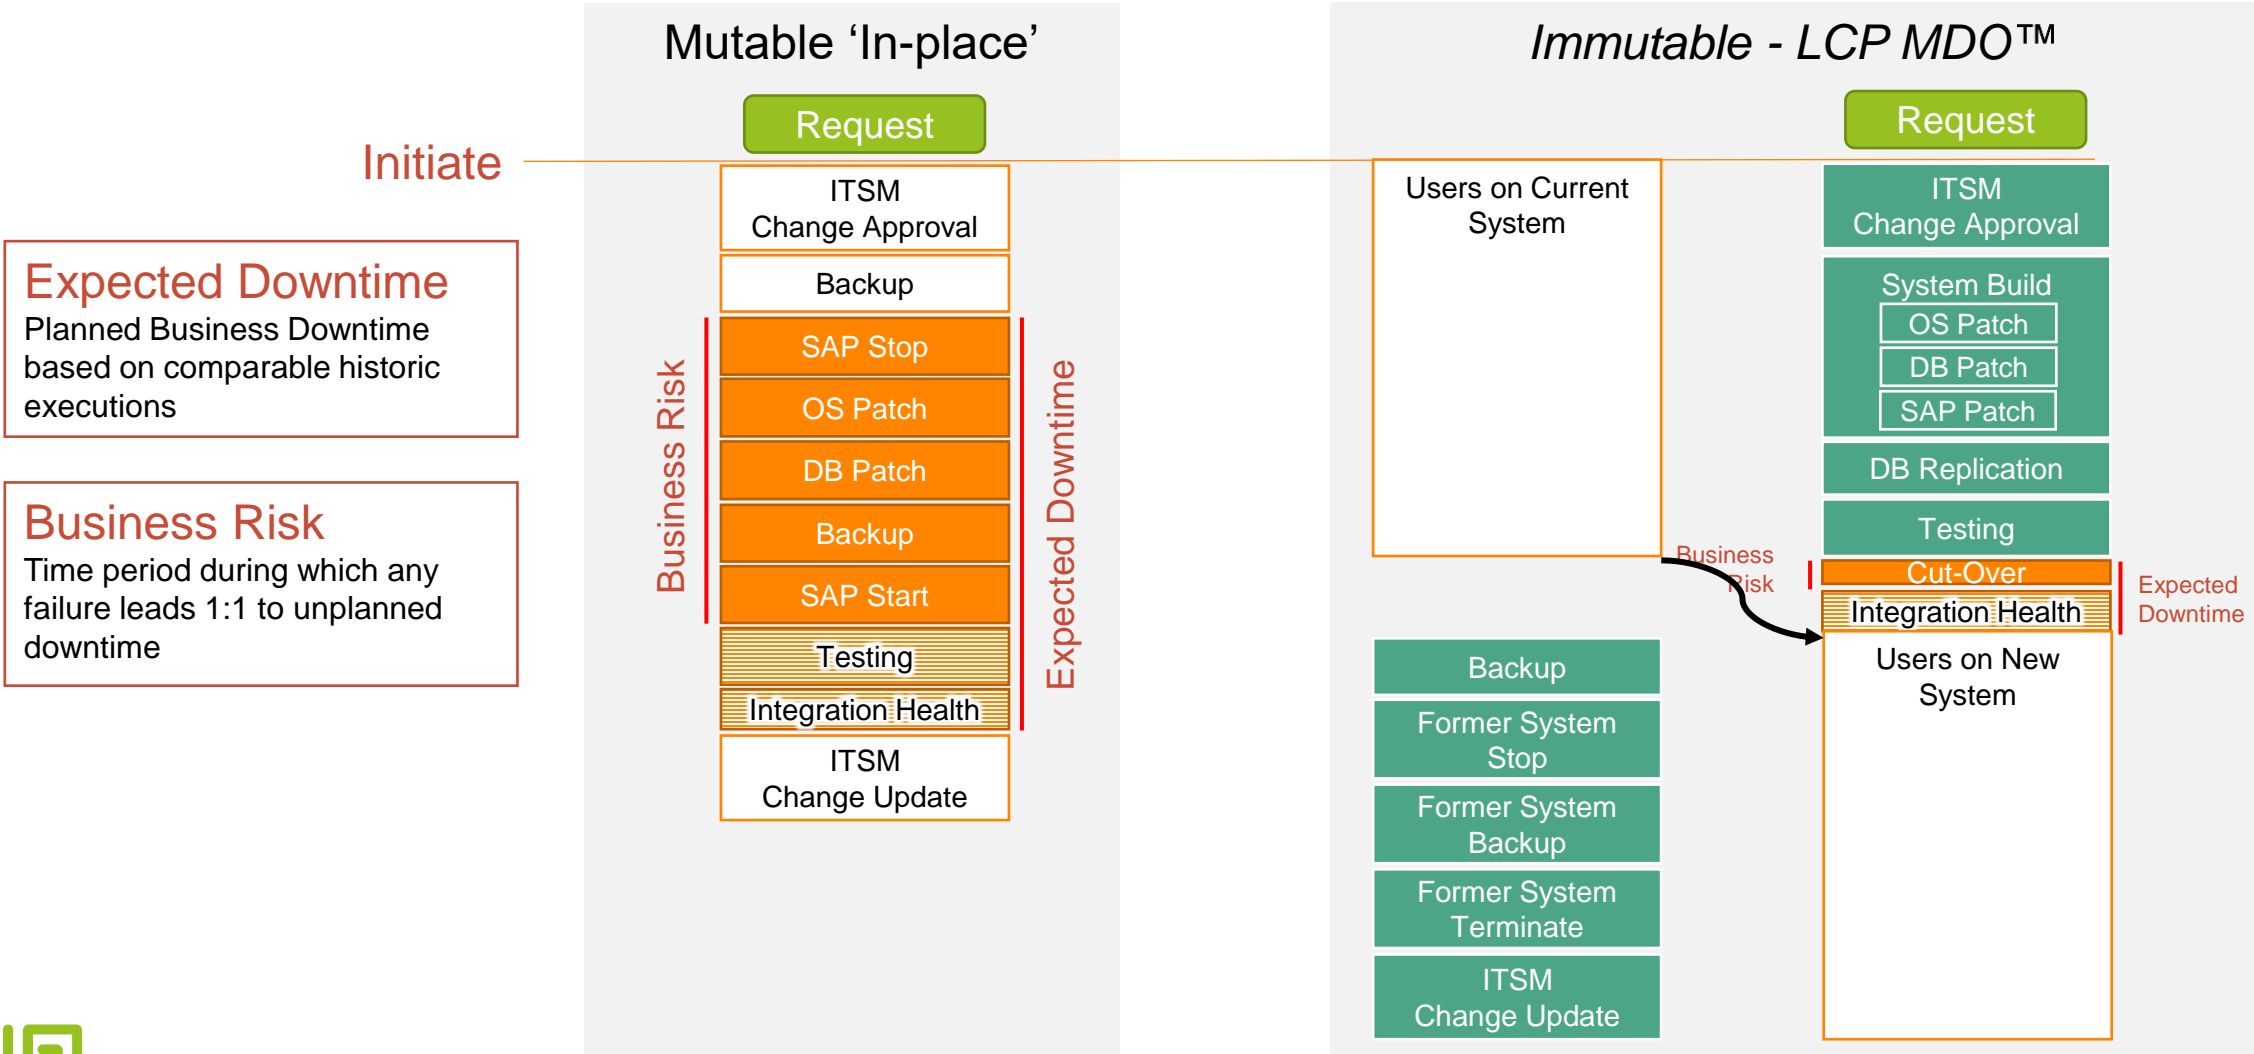 Mutable ‘In-place’
Immutable - LCP MDO™
Request
Request
Initiate
Expected Downtime
Planned Business Downtime
based on comparable historic
executions
Business Risk
Time period during which any
failure leads 1:1 to unplanned
downtime
ITSM
Change Approval
Backup
SAP Stop
OS Patch
DB Patch
Backup
SAP Start
Testing
Integration Health
ITSM
Change Update
Business Risk
Expected Downtime
Users on Current
System
Backup
Former System
Stop
Former System
Backup
Former System
Terminate
ITSM
Change Update
ITSM
Change Approval
System Build
OS Patch
DB Patch
SAP Patch
DB Replication
Testing
Business
Risk
Cut-Over
Integration Health
Expected
Downtime
Users on New
System